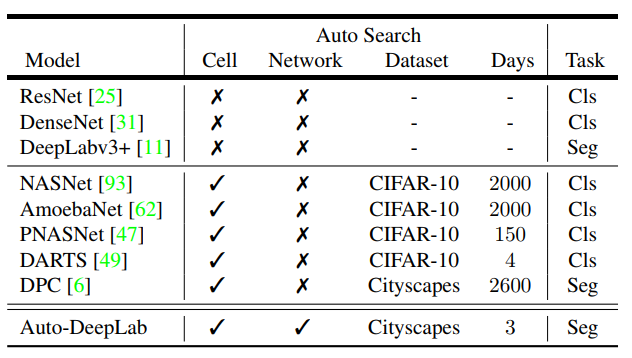 Auto Search
Model Cell Network Dataset Days Task
ResNet [25] ✗ ✗ - - Cls
DenseNet [31] ✗ ✗ - - Cls
DeepLabv3+ [11] ✗ ✗ - - Seg
NASNet [93] ✓ ✗ CIFAR-10 2000 Cls
AmoebaNet [62] ✓ ✗ CIFAR-10 2000 Cls
PNASNet [47] ✓ ✗ CIFAR-10 150 Cls
DARTS [49] ✓ ✗ CIFAR-10 4 Cls
DPC [6] ✓ ✗ Cityscapes 2600 Seg
Auto-DeepLab ✓ ✓ Cityscapes 3 Seg